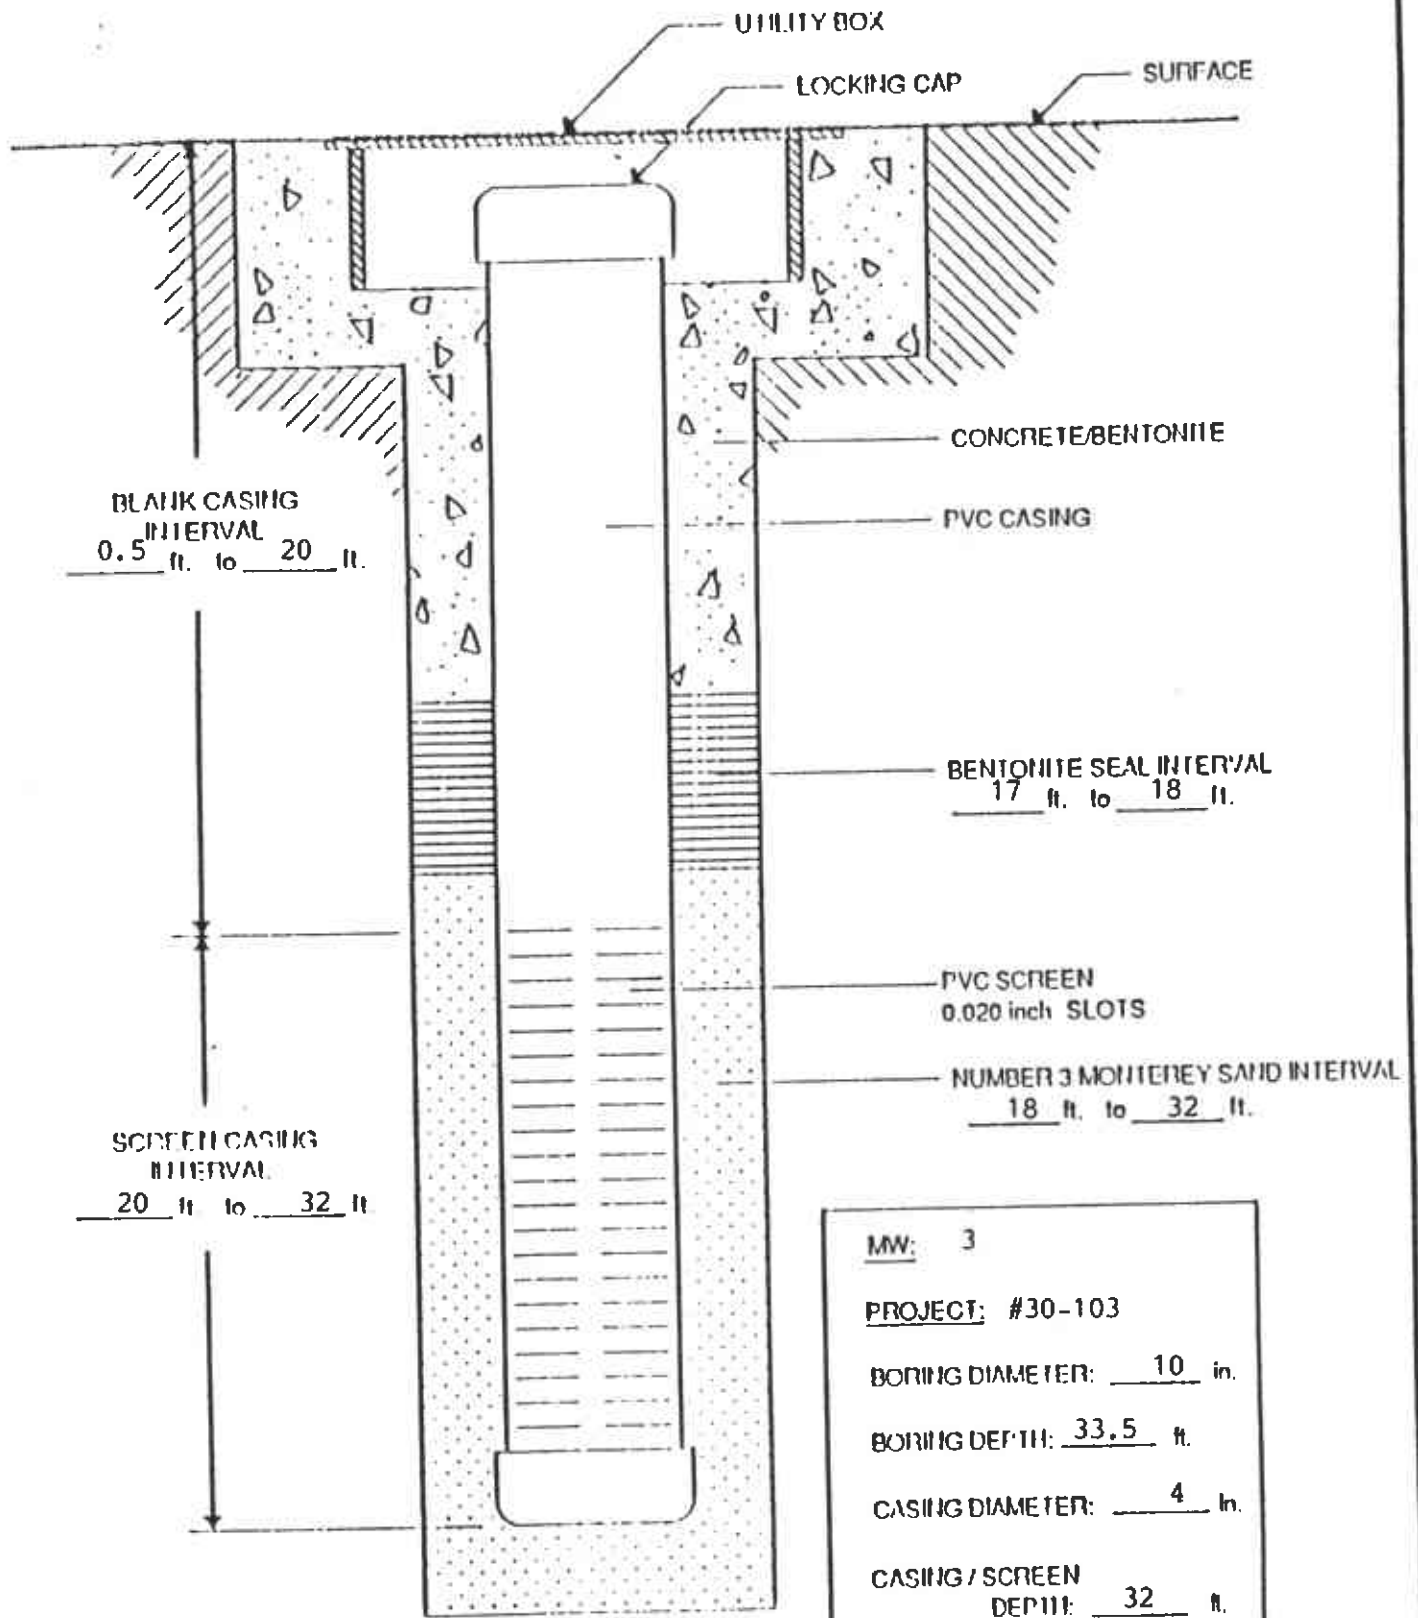 UTILITY BOX
LOCKING CAP
SURFACE
CONCRETE/BENTONITE
PVC CASING
BLANK CASING
INTERVAL
0.5 ft. to 20 ft.
BENTONITE SEAL INTERVAL
17 ft. to 18 ft.
PVC SCREEN
0.020 inch SLOTS
NUMBER 3 MONTEREY SAND INTERVAL
18 ft. to 32 ft.
SCREEN CASING
INTERVAL
20 ft to 32 ft
MW: 3
PROJECT: #30-103
BORING DIAMETER: 10 in.
BORING DEPTH: 33.5 ft.
CASING DIAMETER: 4 in.
CASING / SCREEN
DEPTH: 32 ft.